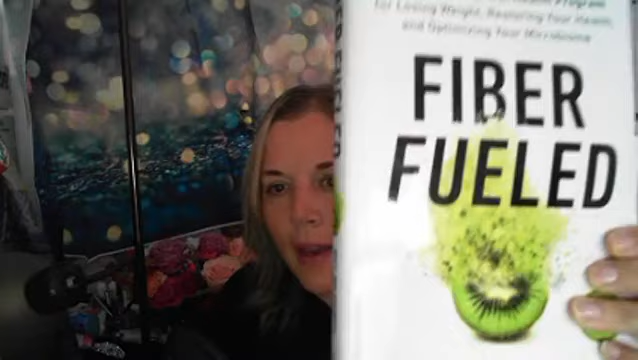 for Losing Weight, Restoring Your Health,
and Optimizing Your Microbiome
FIBER
FUELED